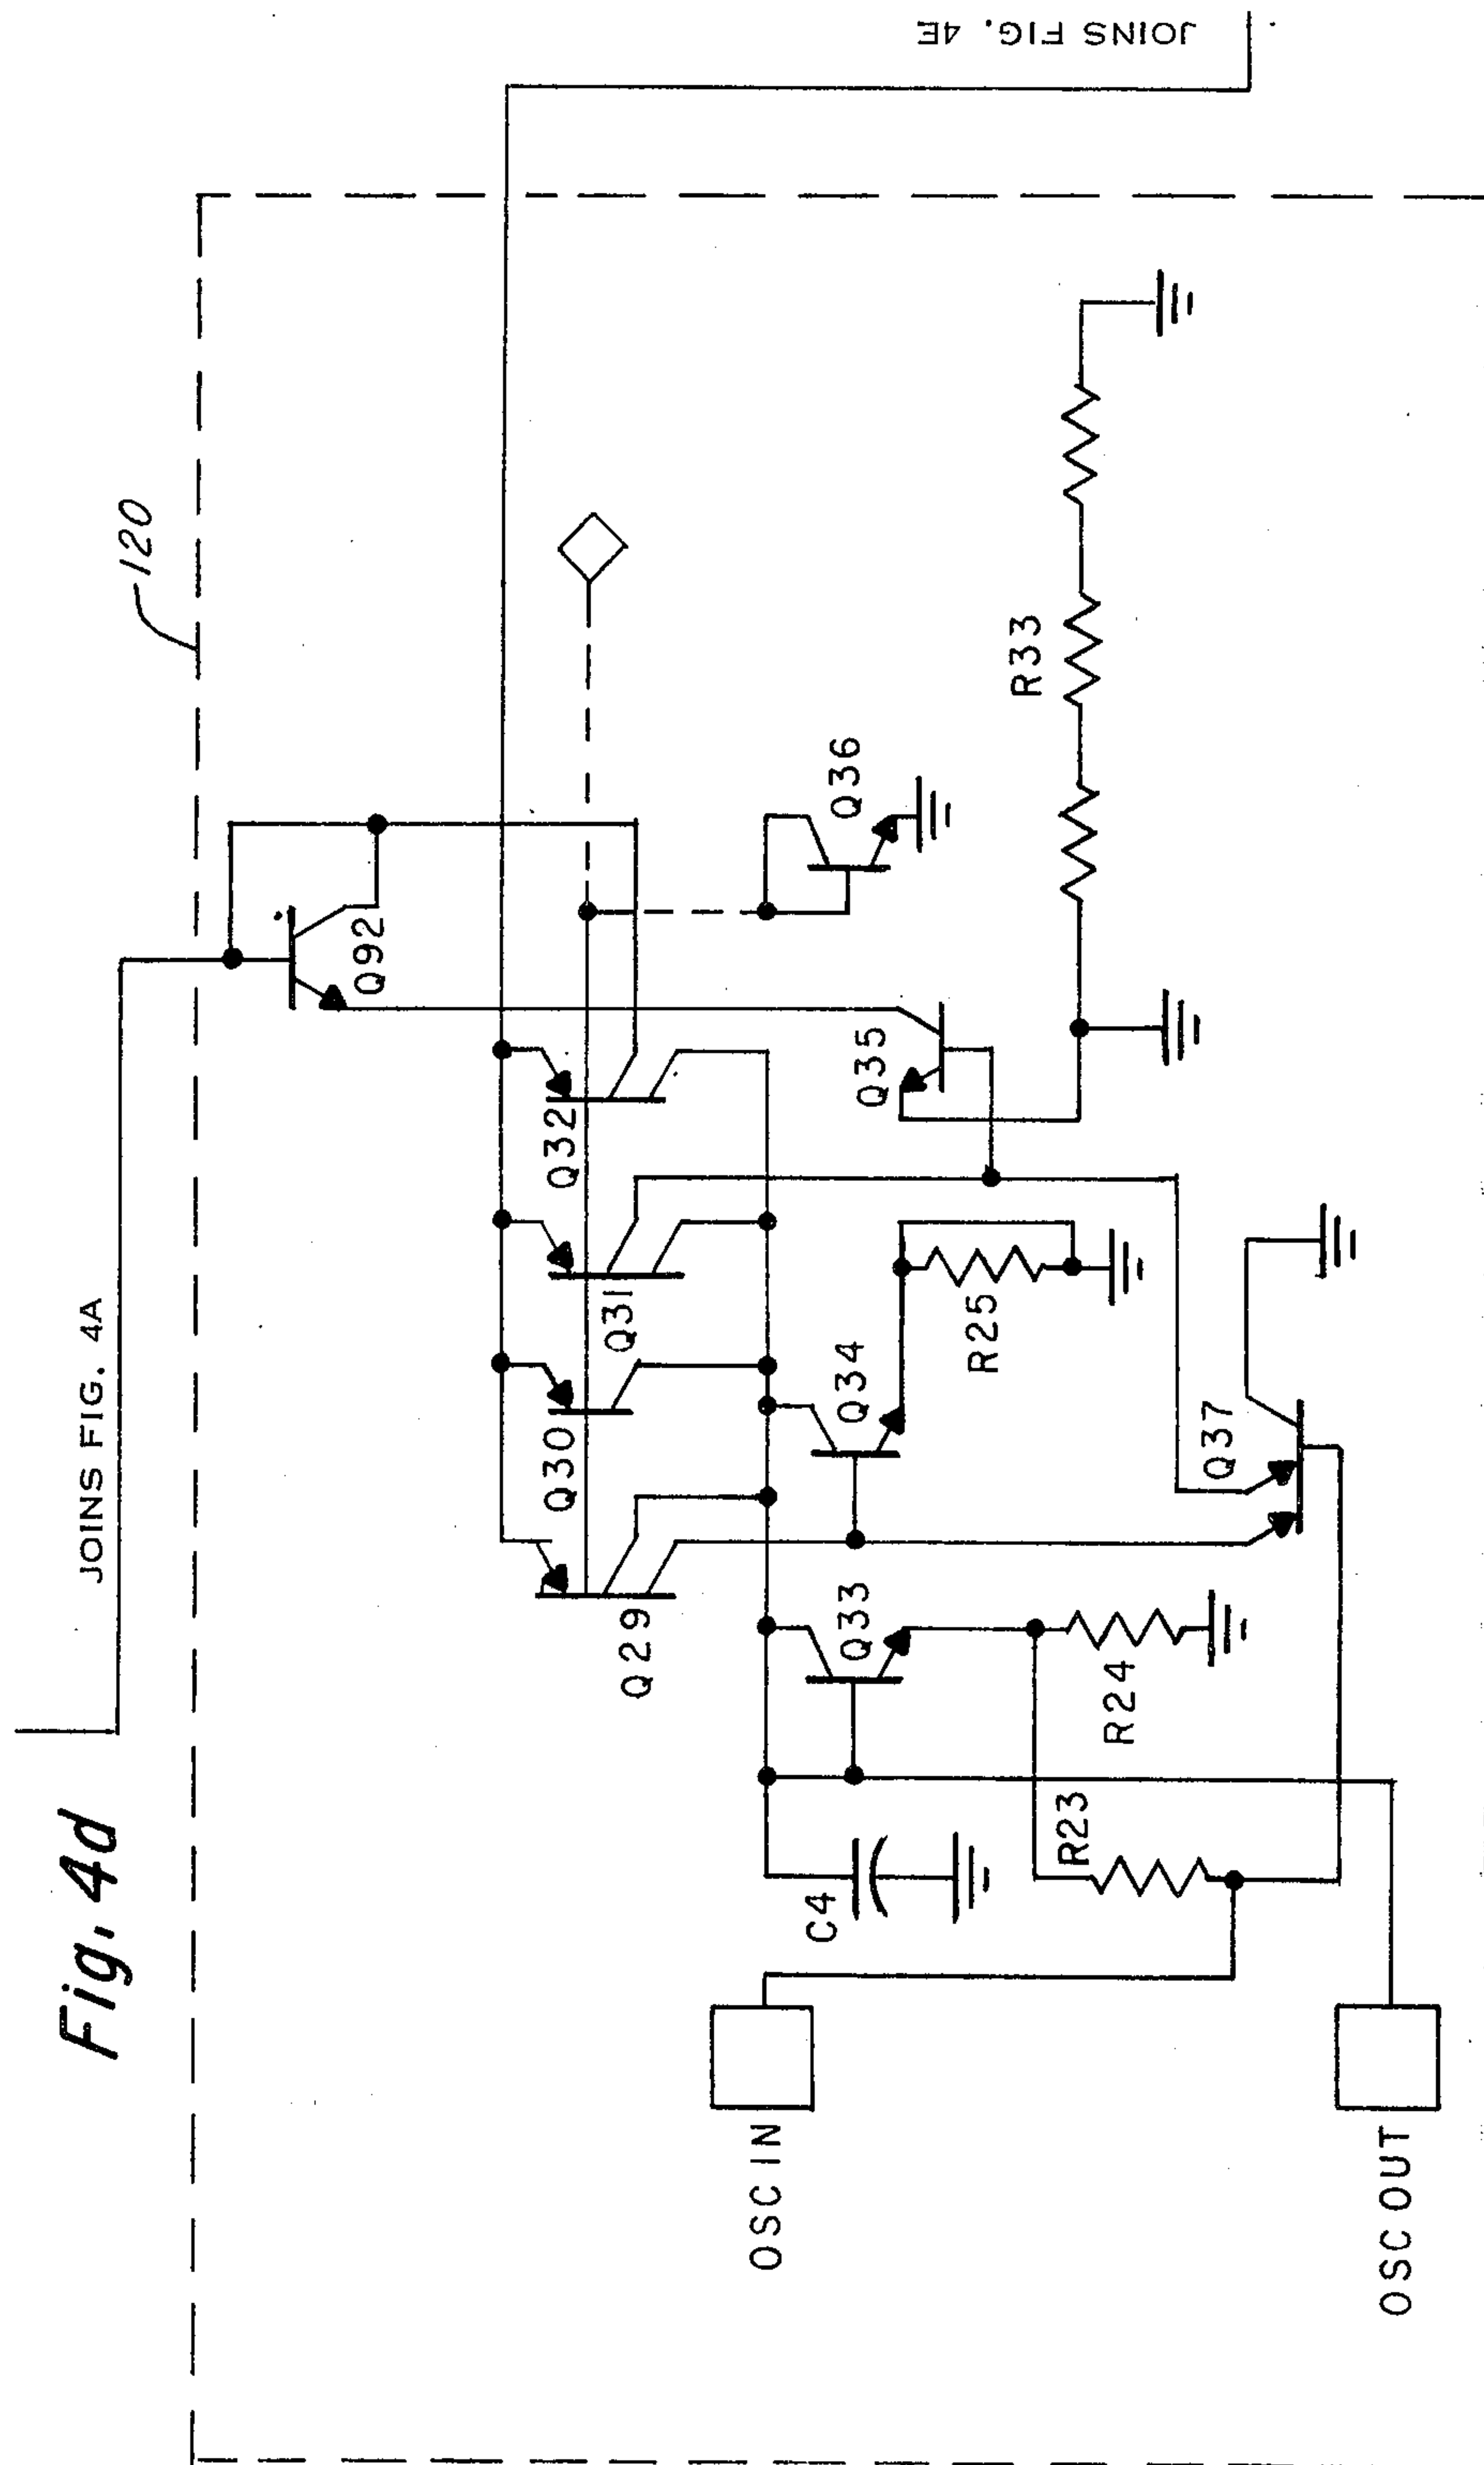 Fig. 4d
JOINS FIG. 4A
120
JOINS FIG. 4E
Q92
Q29
Q30
Q31
Q32
Q36
Q33
Q34
Q35
R33
R25
R24
Q37
C4
R23
OSC IN
OSC OUT